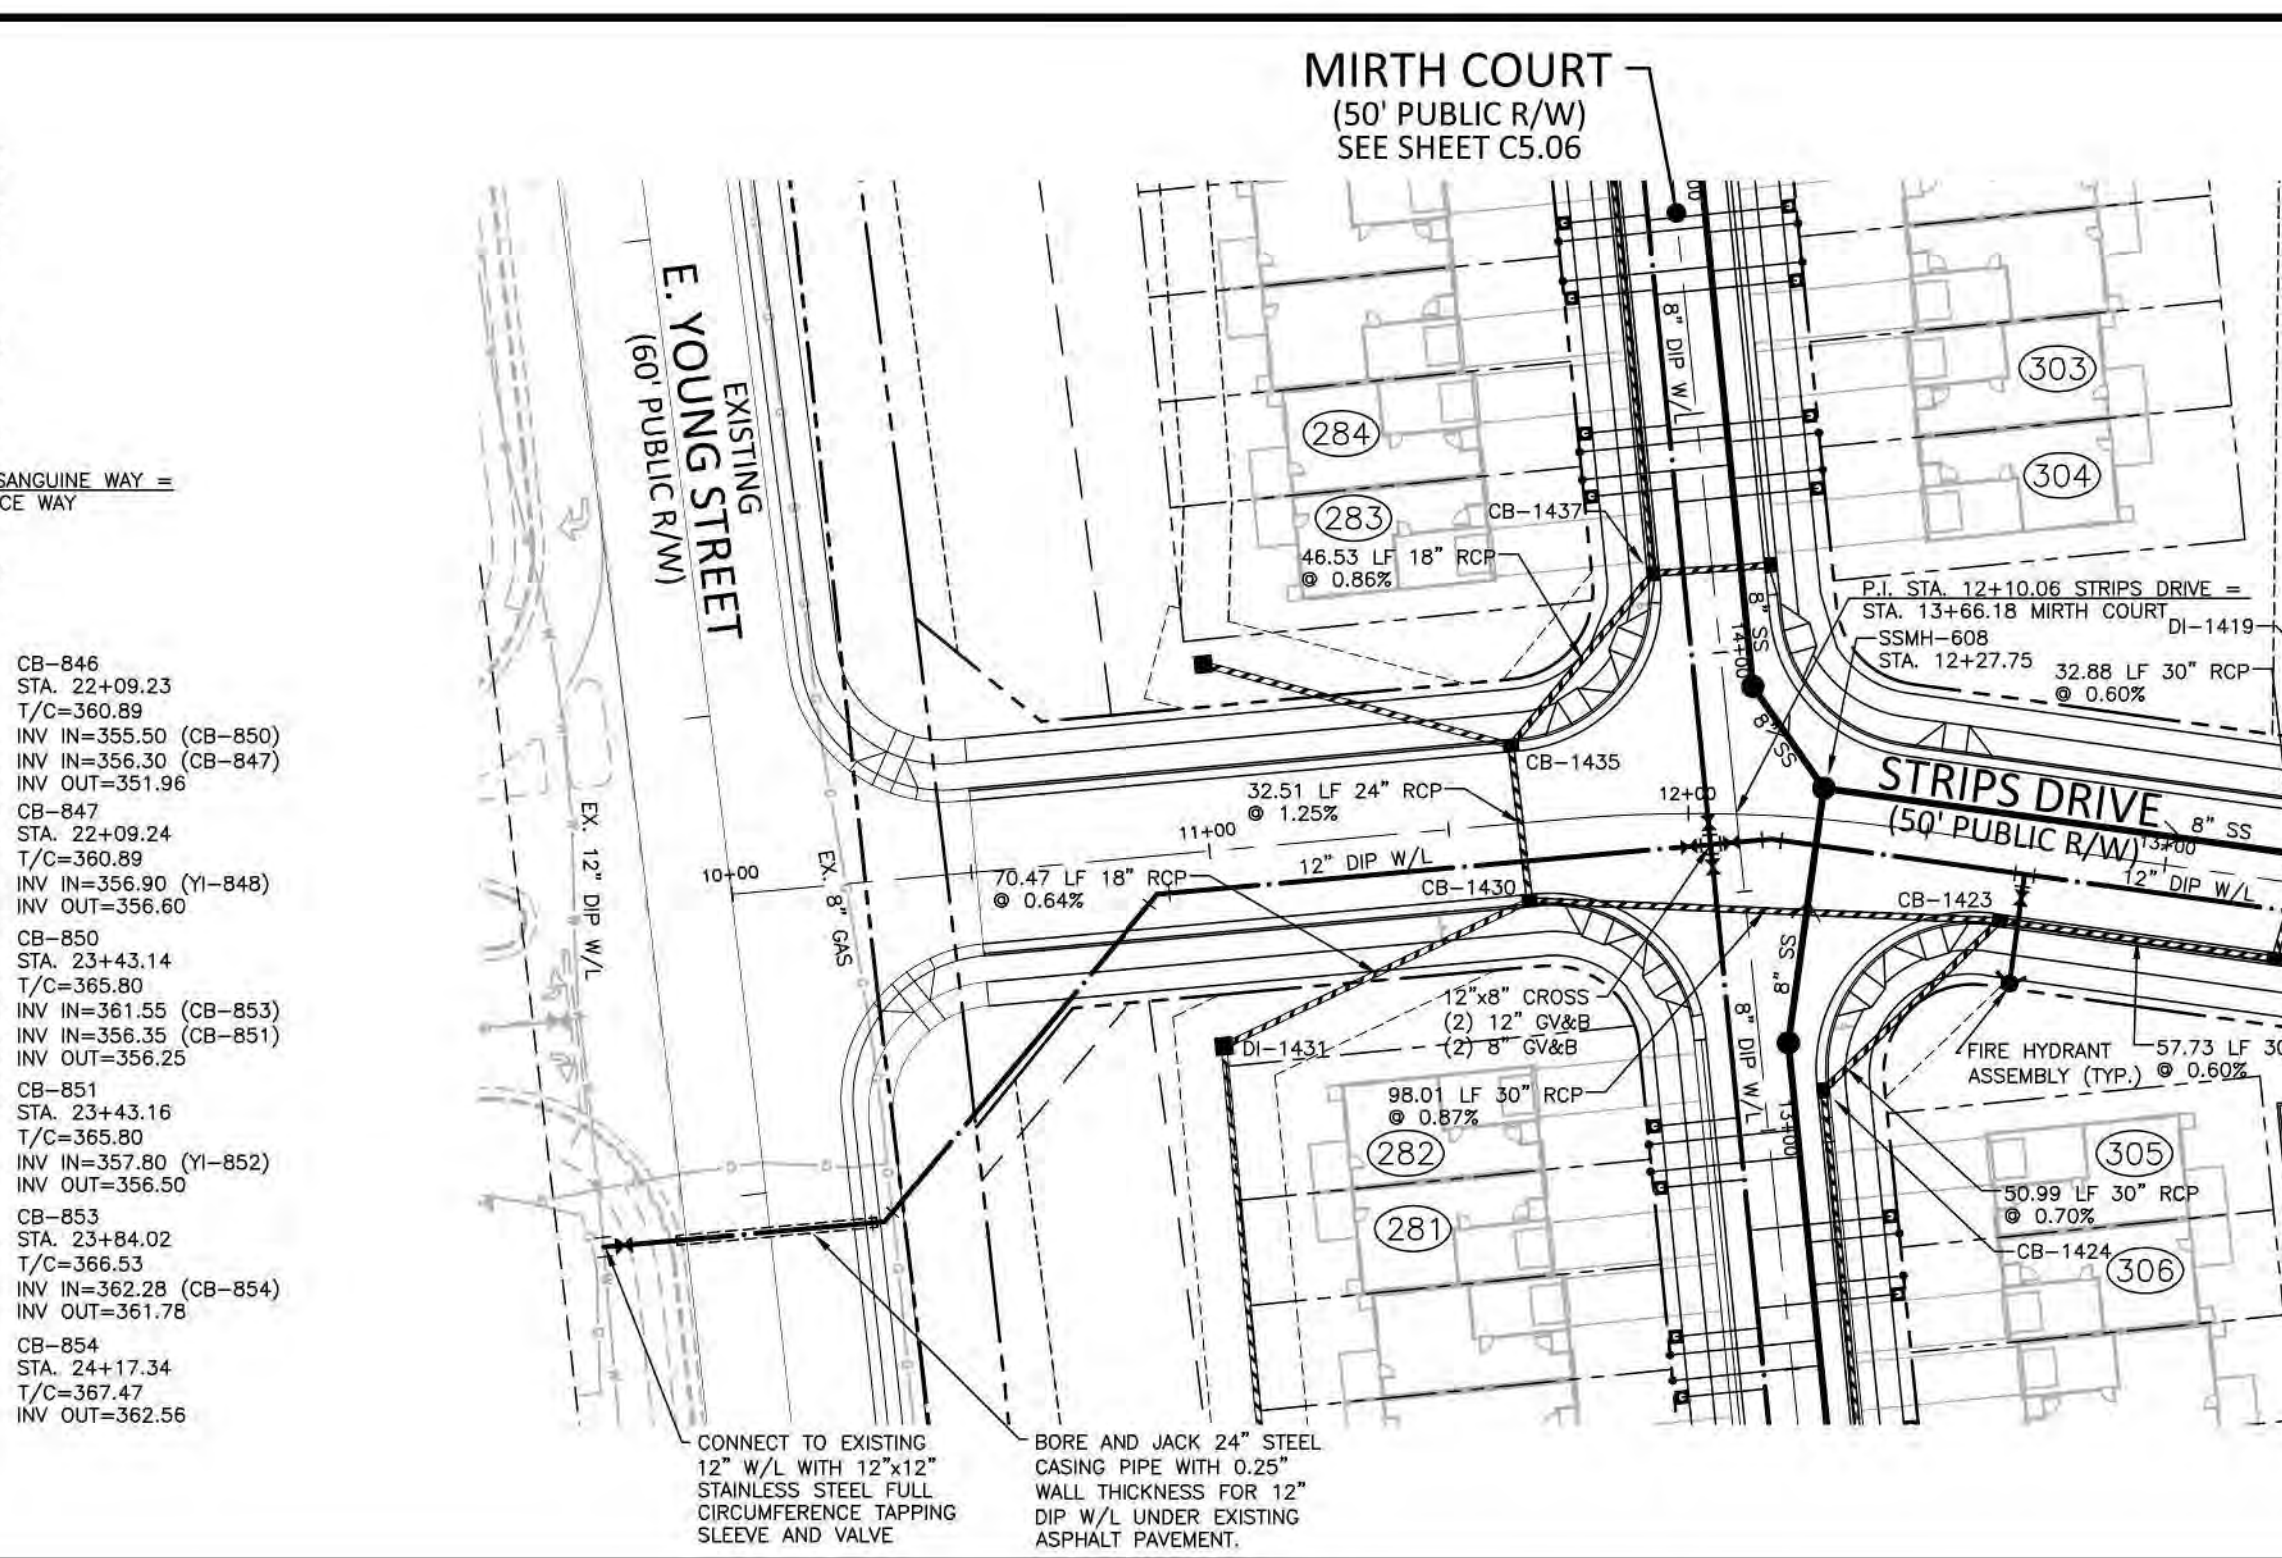 MIRTH COURT
(50' PUBLIC R/W)
SEE SHEET C5.06
SANGUINE WAY =
CE WAY
CB-846
STA. 22+09.23
T/C=360.89
INV IN=355.50 (CB-850)
INV IN=356.30 (CB-847)
INV OUT=351.96
CB-847
STA. 22+09.24
T/C=360.89
INV IN=356.90 (YI-848)
INV OUT=356.60
CB-850
STA. 23+43.14
T/C=365.80
INV IN=361.55 (CB-853)
INV IN=356.35 (CB-851)
INV OUT=356.25
CB-851
STA. 23+43.16
T/C=365.80
INV IN=357.80 (YI-852)
INV OUT=356.50
CB-853
STA. 23+84.02
T/C=366.53
INV IN=362.28 (CB-854)
INV OUT=361.78
CB-854
STA. 24+17.34
T/C=367.47
INV OUT=362.56
EXISTING
E. YOUNG STREET
(60' PUBLIC R/W)
EX. 12" DIP W/L
EX. 8" GAS
10+00
11+00
12+00
13+00
284
283
303
304
8" DIP W/L
CB-1437
46.53 LF 18" RCP
@ 0.86%
8" SS
14+00
P.I. STA. 12+10.06 STRIPS DRIVE =
STA. 13+66.18 MIRTH COURT
DI-1419
SSMH-608
STA. 12+27.75
32.88 LF 30" RCP
@ 0.60%
8" SS
CB-1435
32.51 LF 24" RCP
@ 1.25%
STRIPS DRIVE
(50' PUBLIC R/W)
8" SS
12" DIP W/L
12" DIP W/L
70.47 LF 18" RCP
@ 0.64%
CB-1430
CB-1423
8" SS
12"x8" CROSS
(2) 12" GV&B
(2) 8" GV&B
DI-1431
8" DIP W/L
98.01 LF 30" RCP
@ 0.87%
13+00
FIRE HYDRANT
ASSEMBLY (TYP.)
57.73 LF 30
@ 0.60%
282
281
305
306
50.99 LF 30" RCP
@ 0.70%
CB-1424
CONNECT TO EXISTING
12" W/L WITH 12"x12"
STAINLESS STEEL FULL
CIRCUMFERENCE TAPPING
SLEEVE AND VALVE
BORE AND JACK 24" STEEL
CASING PIPE WITH 0.25"
WALL THICKNESS FOR 12"
DIP W/L UNDER EXISTING
ASPHALT PAVEMENT.